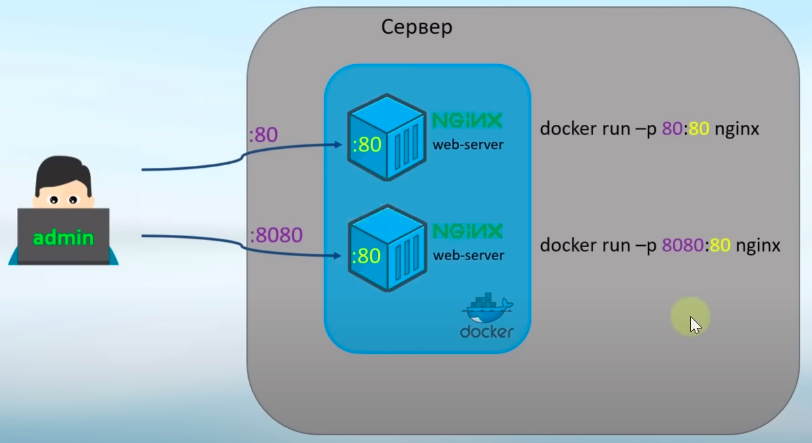 Сервер
:80
:80
NGiNX
web-server
docker run –p 80:80 nginx
admin
:8080
:80
NGiNX
web-server
docker run –p 8080:80 nginx
docker